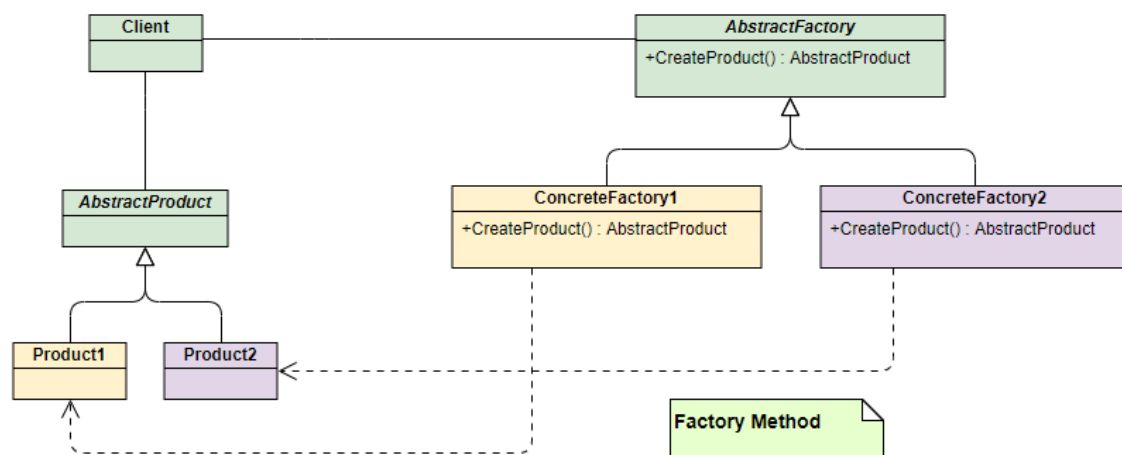 Client
AbstractFactory
+CreateProduct() : AbstractProduct
AbstractProduct
ConcreteFactory1
+CreateProduct() : AbstractProduct
ConcreteFactory2
+CreateProduct() : AbstractProduct
Product1
Product2
Factory Method